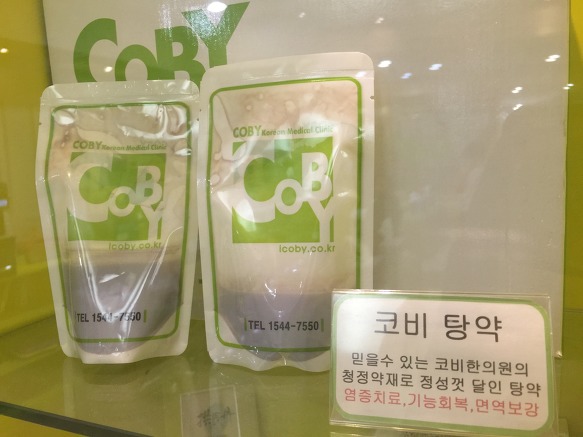 COBY
COBY Korean Medical Clinic
COBY
icoby.co.kr
TEL 1544-7550
COBY Korean Medical Clinic
COBY
icoby.co.kr
TEL 1544-7550
코비 탕약
믿을수 있는 코비한의원의
청정약재로 정성껏 달인 탕약
염증치료,기능회복,면역보강